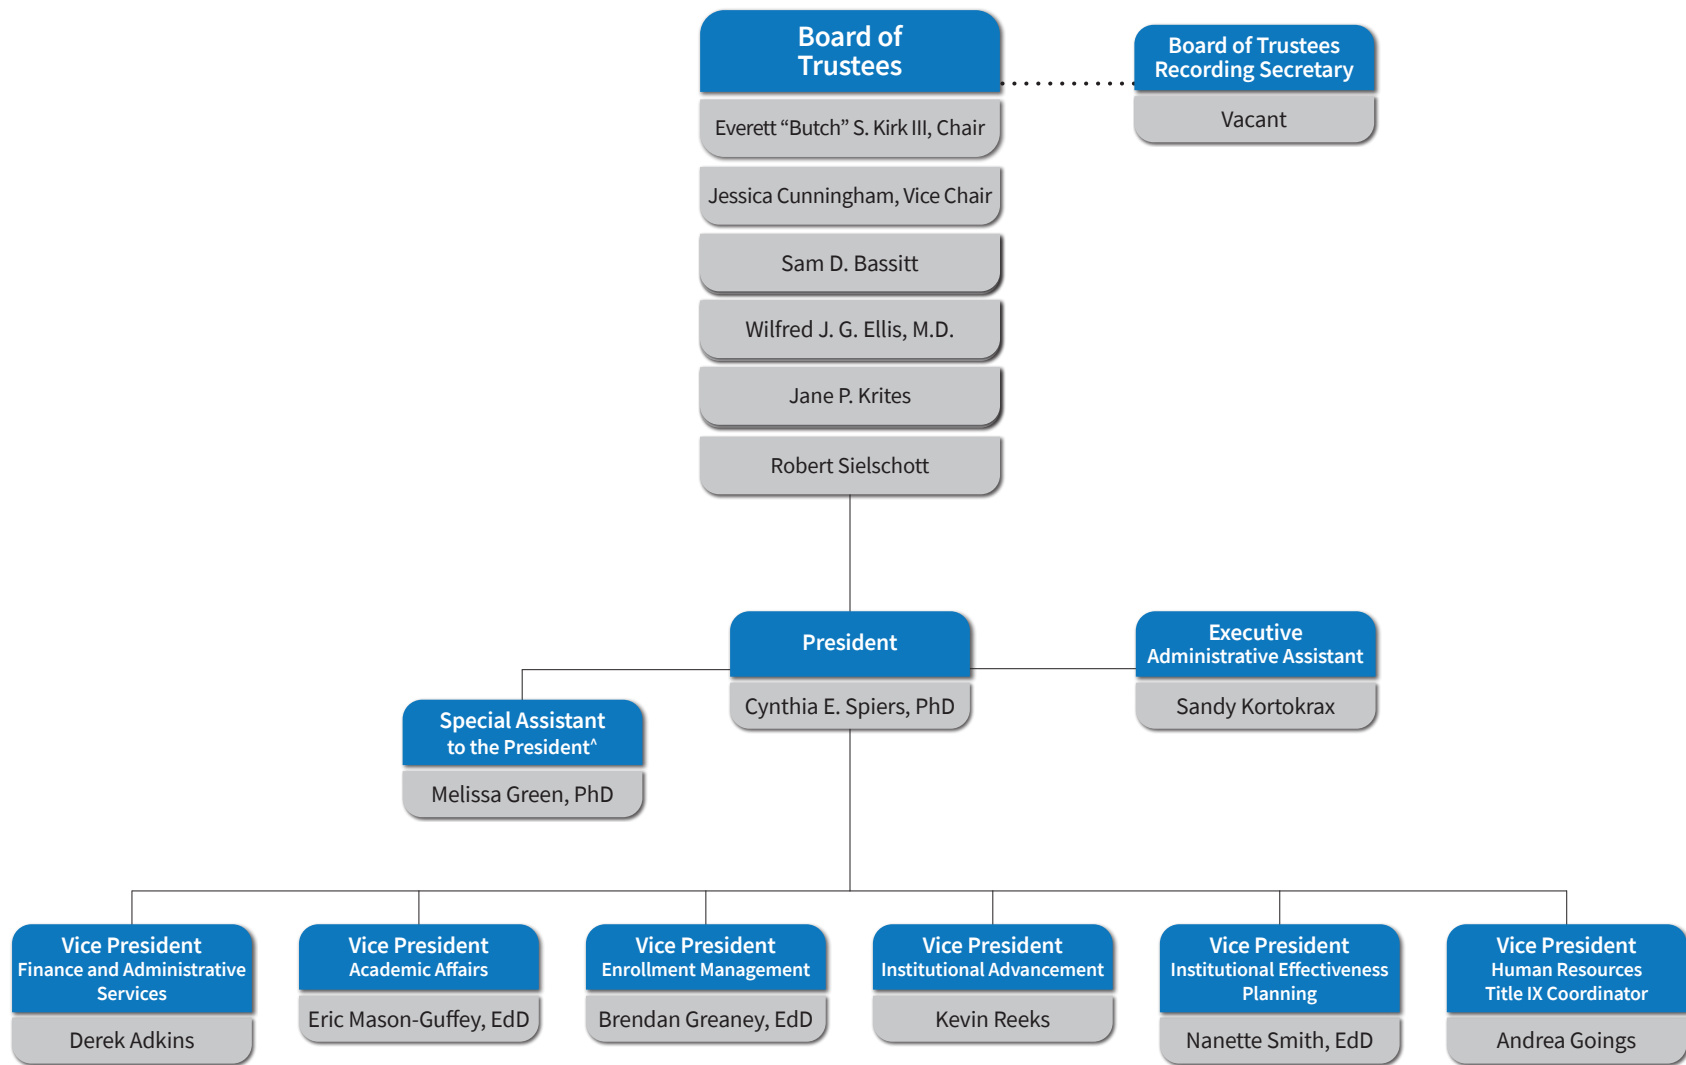 Board of
Trustees
Everett “Butch” S. Kirk III, Chair
Jessica Cunningham, Vice Chair
Sam D. Bassitt
Wilfred J. G. Ellis, M.D.
Jane P. Krites
Robert Sielschott
Board of Trustees
Recording Secretary
Vacant
President
Cynthia E. Spiers, PhD
Executive
Administrative Assistant
Sandy Kortokrax
Special Assistant
to the President^
Melissa Green, PhD
Vice President
Finance and Administrative
Services
Derek Adkins
Vice President
Academic Affairs
Eric Mason-Guffey, EdD
Vice President
Enrollment Management
Brendan Greaney, EdD
Vice President
Institutional Advancement
Kevin Reeks
Vice President
Institutional Effectiveness
Planning
Nanette Smith, EdD
Vice President
Human Resources
Title IX Coordinator
Andrea Goings